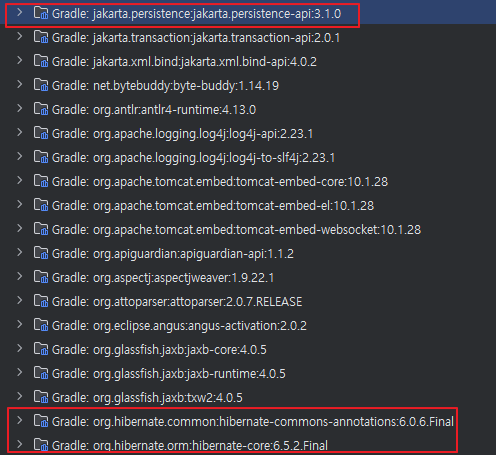 Gradle: jakarta.persistence:jakarta.persistence-api:3.1.0
Gradle: jakarta.transaction:jakarta.transaction-api:2.0.1
Gradle: jakarta.xml.bind:jakarta.xml.bind-api:4.0.2
Gradle: net.bytebuddy:byte-buddy:1.14.19
Gradle: org.antlr:antlr4-runtime:4.13.0
Gradle: org.apache.logging.log4j:log4j-api:2.23.1
Gradle: org.apache.logging.log4j:log4j-to-slf4j:2.23.1
Gradle: org.apache.tomcat.embed:tomcat-embed-core:10.1.28
Gradle: org.apache.tomcat.embed:tomcat-embed-el:10.1.28
Gradle: org.apache.tomcat.embed:tomcat-embed-websocket:10.1.28
Gradle: org.apiguardian:apiguardian-api:1.1.2
Gradle: org.aspectj:aspectjweaver:1.9.22.1
Gradle: org.attoparser:attoparser:2.0.7.RELEASE
Gradle: org.eclipse.angus:angus-activation:2.0.2
Gradle: org.glassfish.jaxb:jaxb-core:4.0.5
Gradle: org.glassfish.jaxb:jaxb-runtime:4.0.5
Gradle: org.glassfish.jaxb:txw2:4.0.5
Gradle: org.hibernate.common:hibernate-commons-annotations:6.0.6.Final
Gradle: org.hibernate.orm:hibernate-core:6.5.2.Final